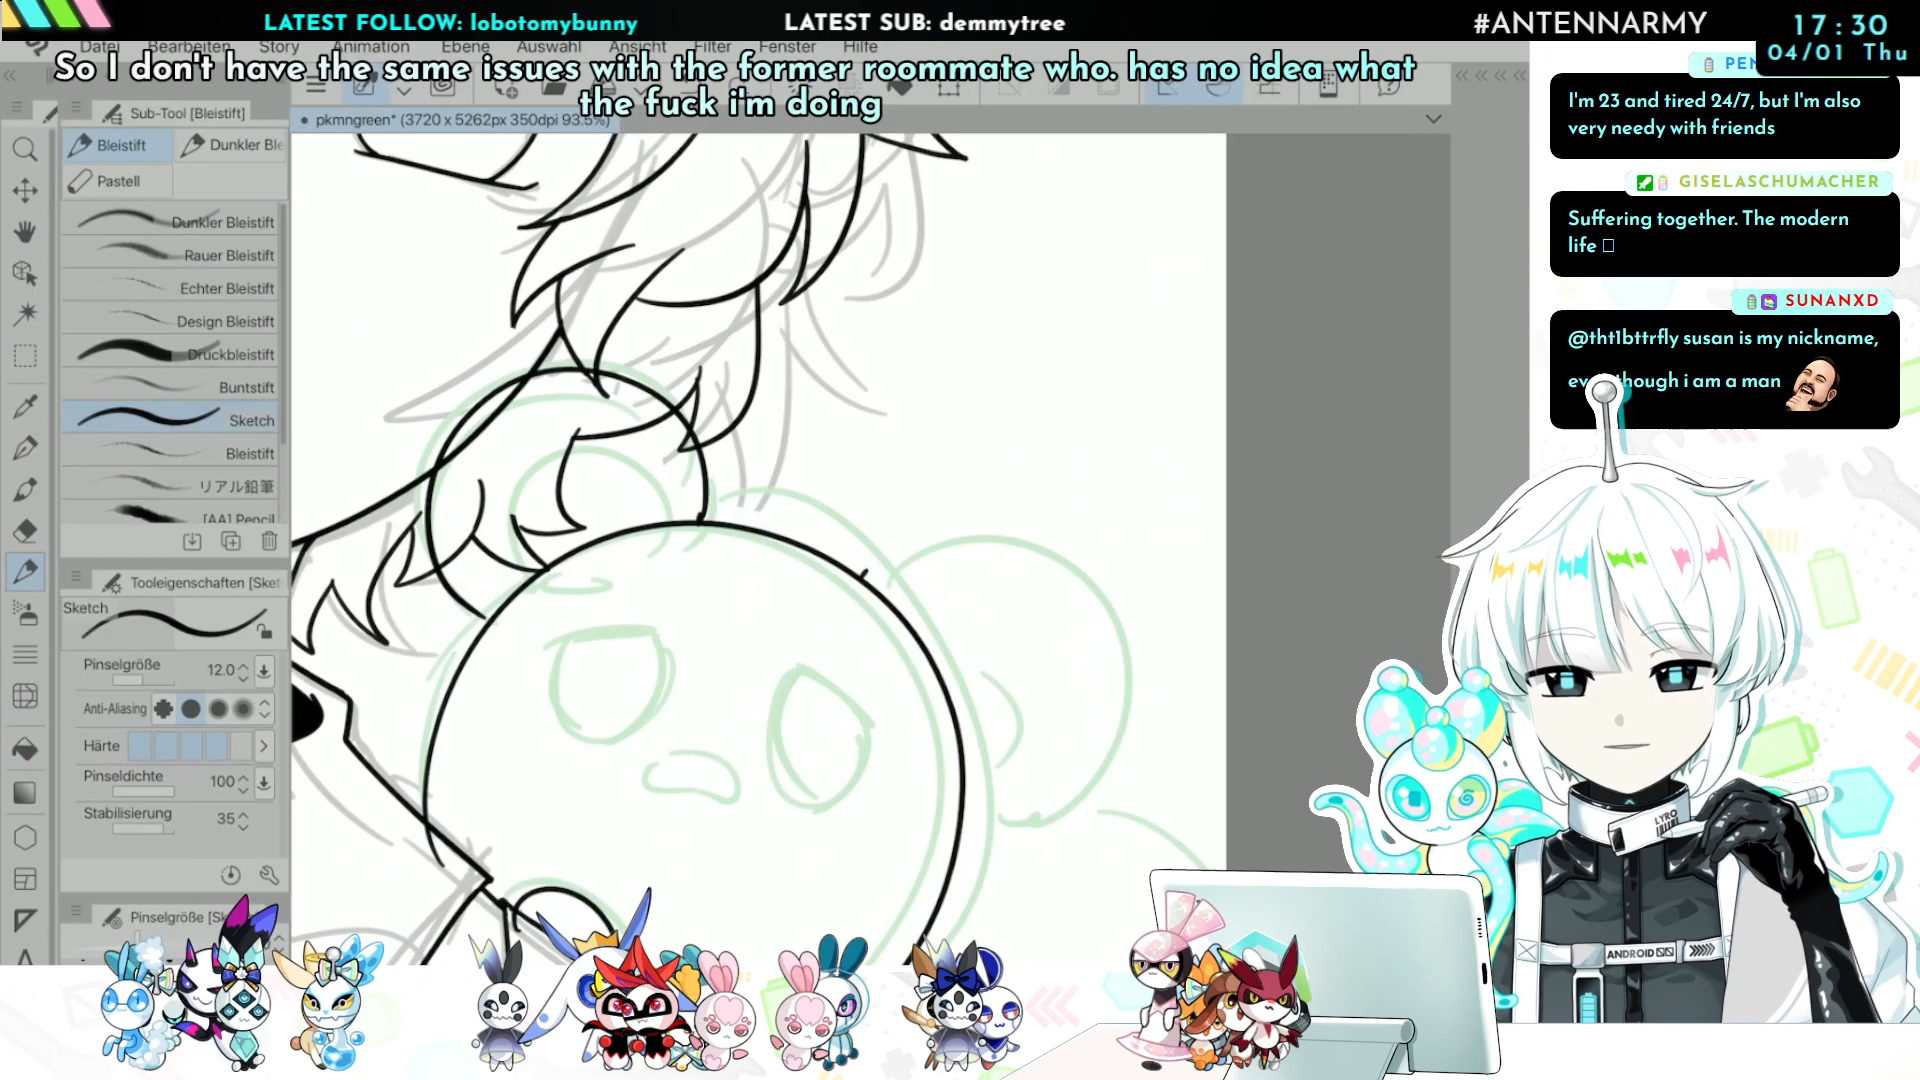 LATEST FOLLOW: lobotomybunny
LATEST SUB: demmytree
#ANTENNARMY
17:30
04/01 Thu
Datei Bearbeiten Story Animation Ebene Auswahl Ansicht Filter Fenster Hilfe
So I don't have the same issues with the former roommate who. has no idea what
the fuck i'm doing
Sub-Tool [Bleistift]
pkmngreen* (3720 x 5262px 350dpi 93.5%)
Bleistift
Dunkler Ble
Pastell
Dunkler Bleistift
Rauer Bleistift
Echter Bleistift
Design Bleistift
Druckbleistift
Buntstift
Sketch
Bleistift
リアル鉛筆
[AA] Pencil
Tooleigenschaften [Sket
Sketch
Pinselgröße 12.0
Anti-Aliasing
Härte
Pinseldichte 100
Stabilisierung 35
Pinselgröße [Sk
PEN
I'm 23 and tired 24/7, but I'm also
very needy with friends
GISELASCHUMACHER
Suffering together. The modern
life
SUNANXD
@tht1bttrfly susan is my nickname,
though i am a man
LYRO
ANDROID